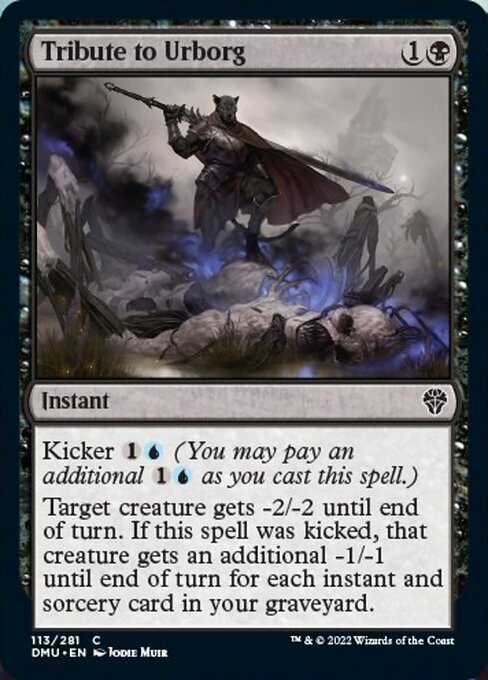 Tribute to Urborg 1
Instant
Kicker 1 (You may pay an
additional 1 as you cast this spell.)
Target creature gets -2/-2 until end
of turn. If this spell was kicked, that
creature gets an additional -1/-1
until end of turn for each instant and
sorcery card in your graveyard.
113/281 C ™ & © 2022 Wizards of the Coast
DMU • EN Jodie Muir